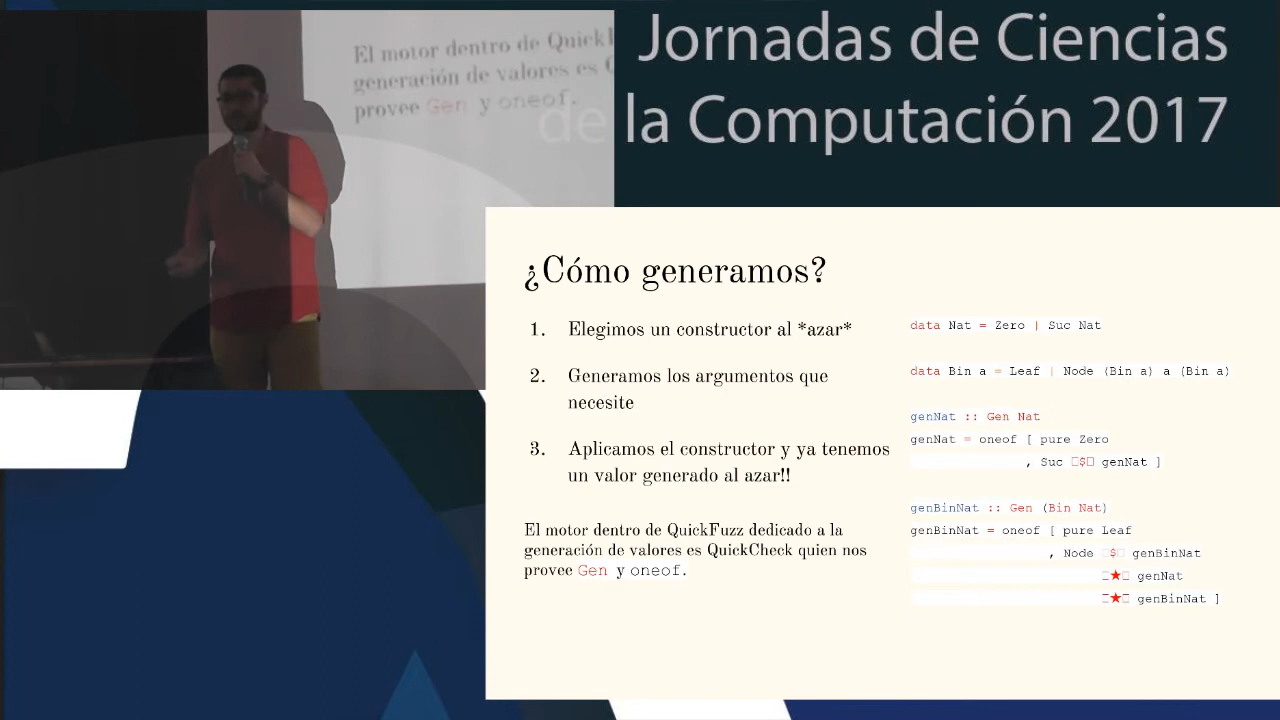 El motor dentro de Quick
generación de valores es
provee Gen y oneof.
Jornadas de Ciencias
de la Computación 2017
¿Cómo generamos?
1. Elegimos un constructor al *azar*
2. Generamos los argumentos que
necesite
3. Aplicamos el constructor y ya tenemos
un valor generado al azar!!
El motor dentro de QuickFuzz dedicado a la
generación de valores es QuickCheck quien nos
provee Gen y oneof.
data Nat = Zero | Suc Nat
data Bin a = Leaf | Node (Bin a) a (Bin a)
genNat :: Gen Nat
genNat = oneof [ pure Zero
, Suc □$□ genNat ]
genBinNat :: Gen (Bin Nat)
genBinNat = oneof [ pure Leaf
, Node □$□ genBinNat
□★□ genNat
□★□ genBinNat ]